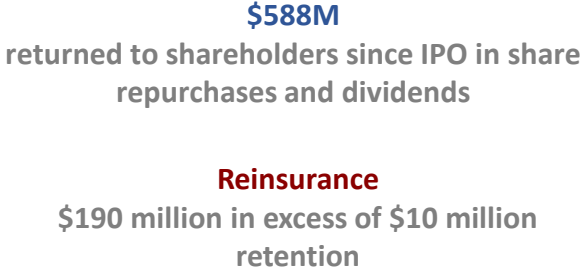 $588M
returned to shareholders since IPO in share
repurchases and dividends
Reinsurance
$190 million in excess of $10 million
retention